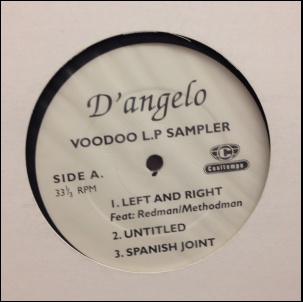 D'angelo
VOODOO L.P SAMPLER
SIDE A.
33⅓ RPM
Cooltempo
1. LEFT AND RIGHT
Feat: Redman/Methodman
2. UNTITLED
3. SPANISH JOINT